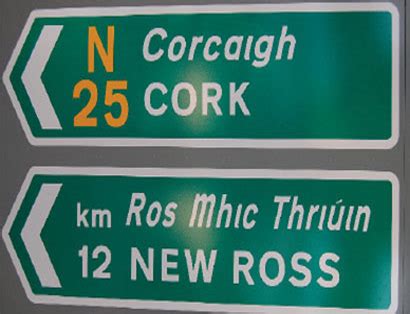 N Corcaigh
25 CORK
km Ros Mhic Thriúin
12 NEW ROSS